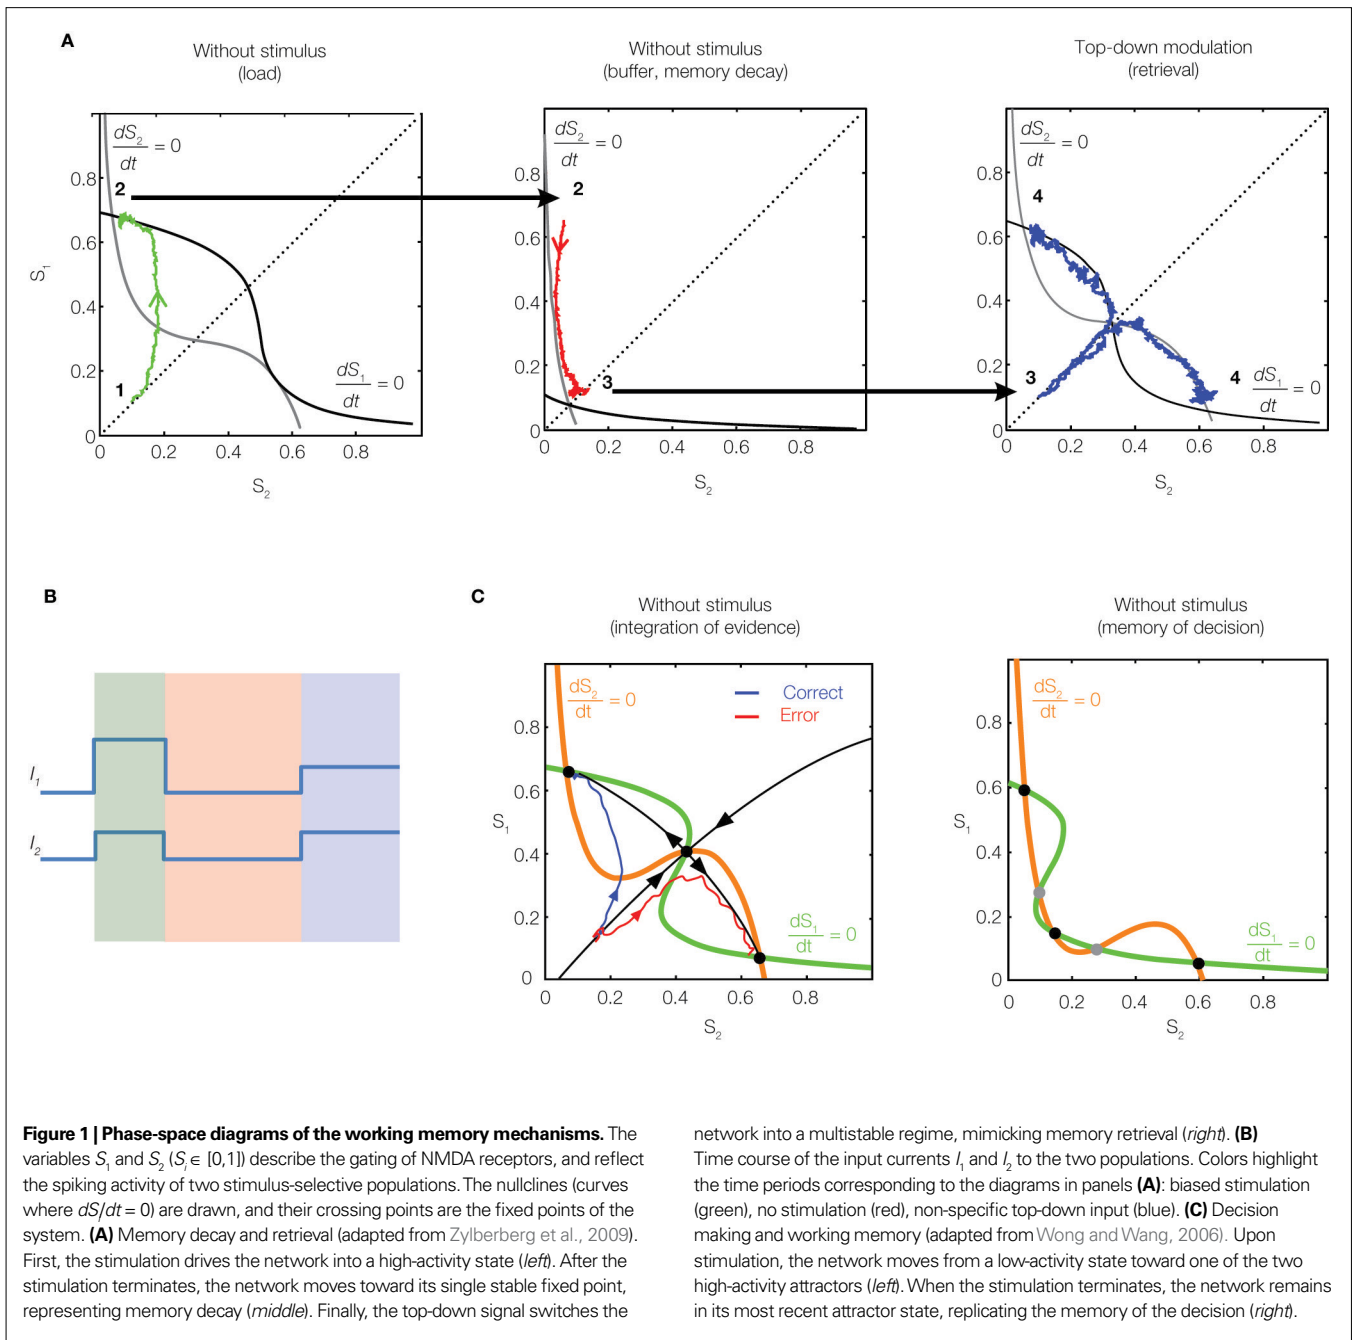 A
Without stimulus
(load)
Without stimulus
(buffer, memory decay)
Top-down modulation
(retrieval)
dS2/dt = 0
0.8
2
0.6
S1
0.4
0.2
1
0
dS1/dt = 0
0 0.2 0.4 0.6 0.8
S2
dS2/dt = 0
0.8
2
0.6
0.4
0.2
3
0
0 0.2 0.4 0.6 0.8
S2
dS2/dt = 0
0.8
4
0.6
0.4
0.2
3
4
dS1/dt = 0
0
0 0.2 0.4 0.6 0.8
S2
B
I1
I2
C
Without stimulus
(integration of evidence)
Without stimulus
(memory of decision)
dS2/dt = 0
Correct
Error
0.8
0.6
S1
0.4
0.2
dS1/dt = 0
0
0 0.2 0.4 0.6 0.8
S2
dS2/dt = 0
0.8
0.6
S1
0.4
0.2
dS1/dt = 0
0
0 0.2 0.4 0.6 0.8
S2
Figure 1 | Phase-space diagrams of the working memory mechanisms. The
variables S1 and S2 (Si ∈ [0,1]) describe the gating of NMDA receptors, and reflect
the spiking activity of two stimulus-selective populations. The nullclines (curves
where dS/dt = 0) are drawn, and their crossing points are the fixed points of the
system. (A) Memory decay and retrieval (adapted from Zylberberg et al., 2009).
First, the stimulation drives the network into a high-activity state (left). After the
stimulation terminates, the network moves toward its single stable fixed point,
representing memory decay (middle). Finally, the top-down signal switches the
network into a multistable regime, mimicking memory retrieval (right). (B)
Time course of the input currents I1 and I2 to the two populations. Colors highlight
the time periods corresponding to the diagrams in panels (A): biased stimulation
(green), no stimulation (red), non-specific top-down input (blue). (C) Decision
making and working memory (adapted from Wong and Wang, 2006). Upon
stimulation, the network moves from a low-activity state toward one of the two
high-activity attractors (left). When the stimulation terminates, the network remains
in its most recent attractor state, replicating the memory of the decision (right).